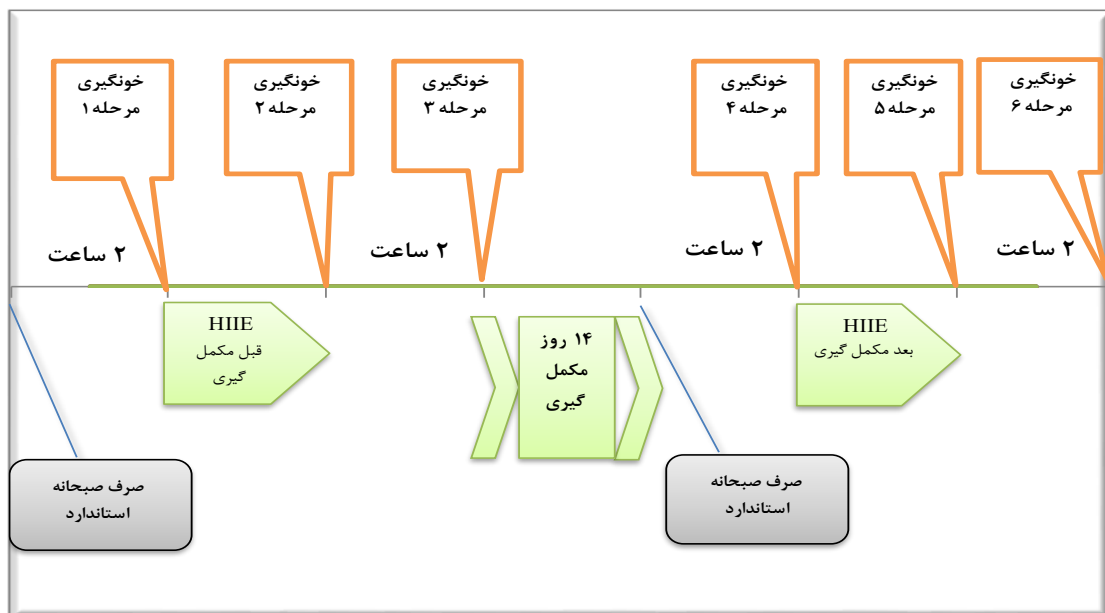 خونگیری
مرحله ۱
خونگیری
مرحله ۲
خونگیری
مرحله ۳
خونگیری
مرحله ۴
خونگیری
مرحله ۵
خونگیری
مرحله ۶
۲ ساعت
۲ ساعت
۲ ساعت
۲ ساعت
HIIE
قبل مکمل
گیری
۱۴ روز
مکمل
گیری
HIIE
بعد مکمل گیری
صرف صبحانه
استاندارد
صرف صبحانه
استاندارد